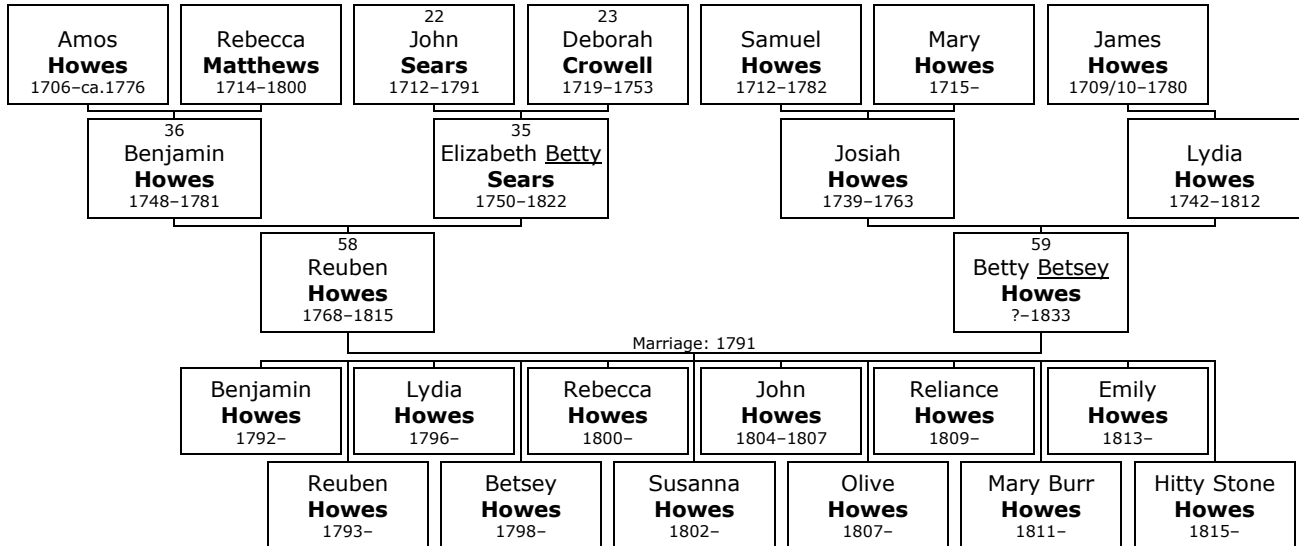 Amos
Howes
1706–ca.1776
Rebecca
Matthews
1714–1800
22
John
Sears
1712–1791
23
Deborah
Crowell
1719–1753
Samuel
Howes
1712–1782
Mary
Howes
1715–
James
Howes
1709/10–1780
36
Benjamin
Howes
1748–1781
35
Elizabeth Betty
Sears
1750–1822
Josiah
Howes
1739–1763
Lydia
Howes
1742–1812
58
Reuben
Howes
1768–1815
59
Betty Betsey
Howes
?–1833
Marriage: 1791
Benjamin
Howes
1792–
Lydia
Howes
1796–
Rebecca
Howes
1800–
John
Howes
1804–1807
Reliance
Howes
1809–
Emily
Howes
1813–
Reuben
Howes
1793–
Betsey
Howes
1798–
Susanna
Howes
1802–
Olive
Howes
1807–
Mary Burr
Howes
1811–
Hitty Stone
Howes
1815–